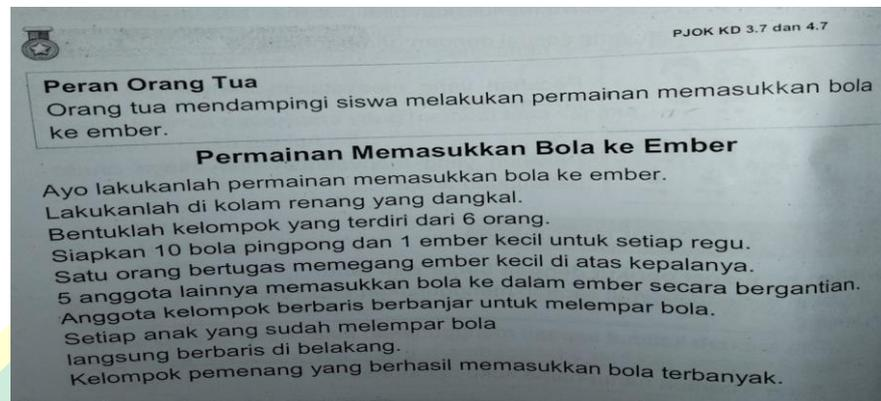 PJOK KD 3.7 dan 4.7
Peran Orang Tua
Orang tua mendampingi siswa melakukan permainan memasukkan bola
ke ember.
Permainan Memasukkan Bola ke Ember
Ayo lakukanlah permainan memasukkan bola ke ember.
Lakukanlah di kolam renang yang dangkal.
Bentuklah kelompok yang terdiri dari 6 orang.
Siapkan 10 bola pingpong dan 1 ember kecil untuk setiap regu.
Satu orang bertugas memegang ember kecil di atas kepalanya.
5 anggota lainnya memasukkan bola ke dalam ember secara bergantian.
Anggota kelompok berbaris berbanjar untuk melempar bola.
Setiap anak yang sudah melempar bola
langsung berbaris di belakang.
Kelompok pemenang yang berhasil memasukkan bola terbanyak.